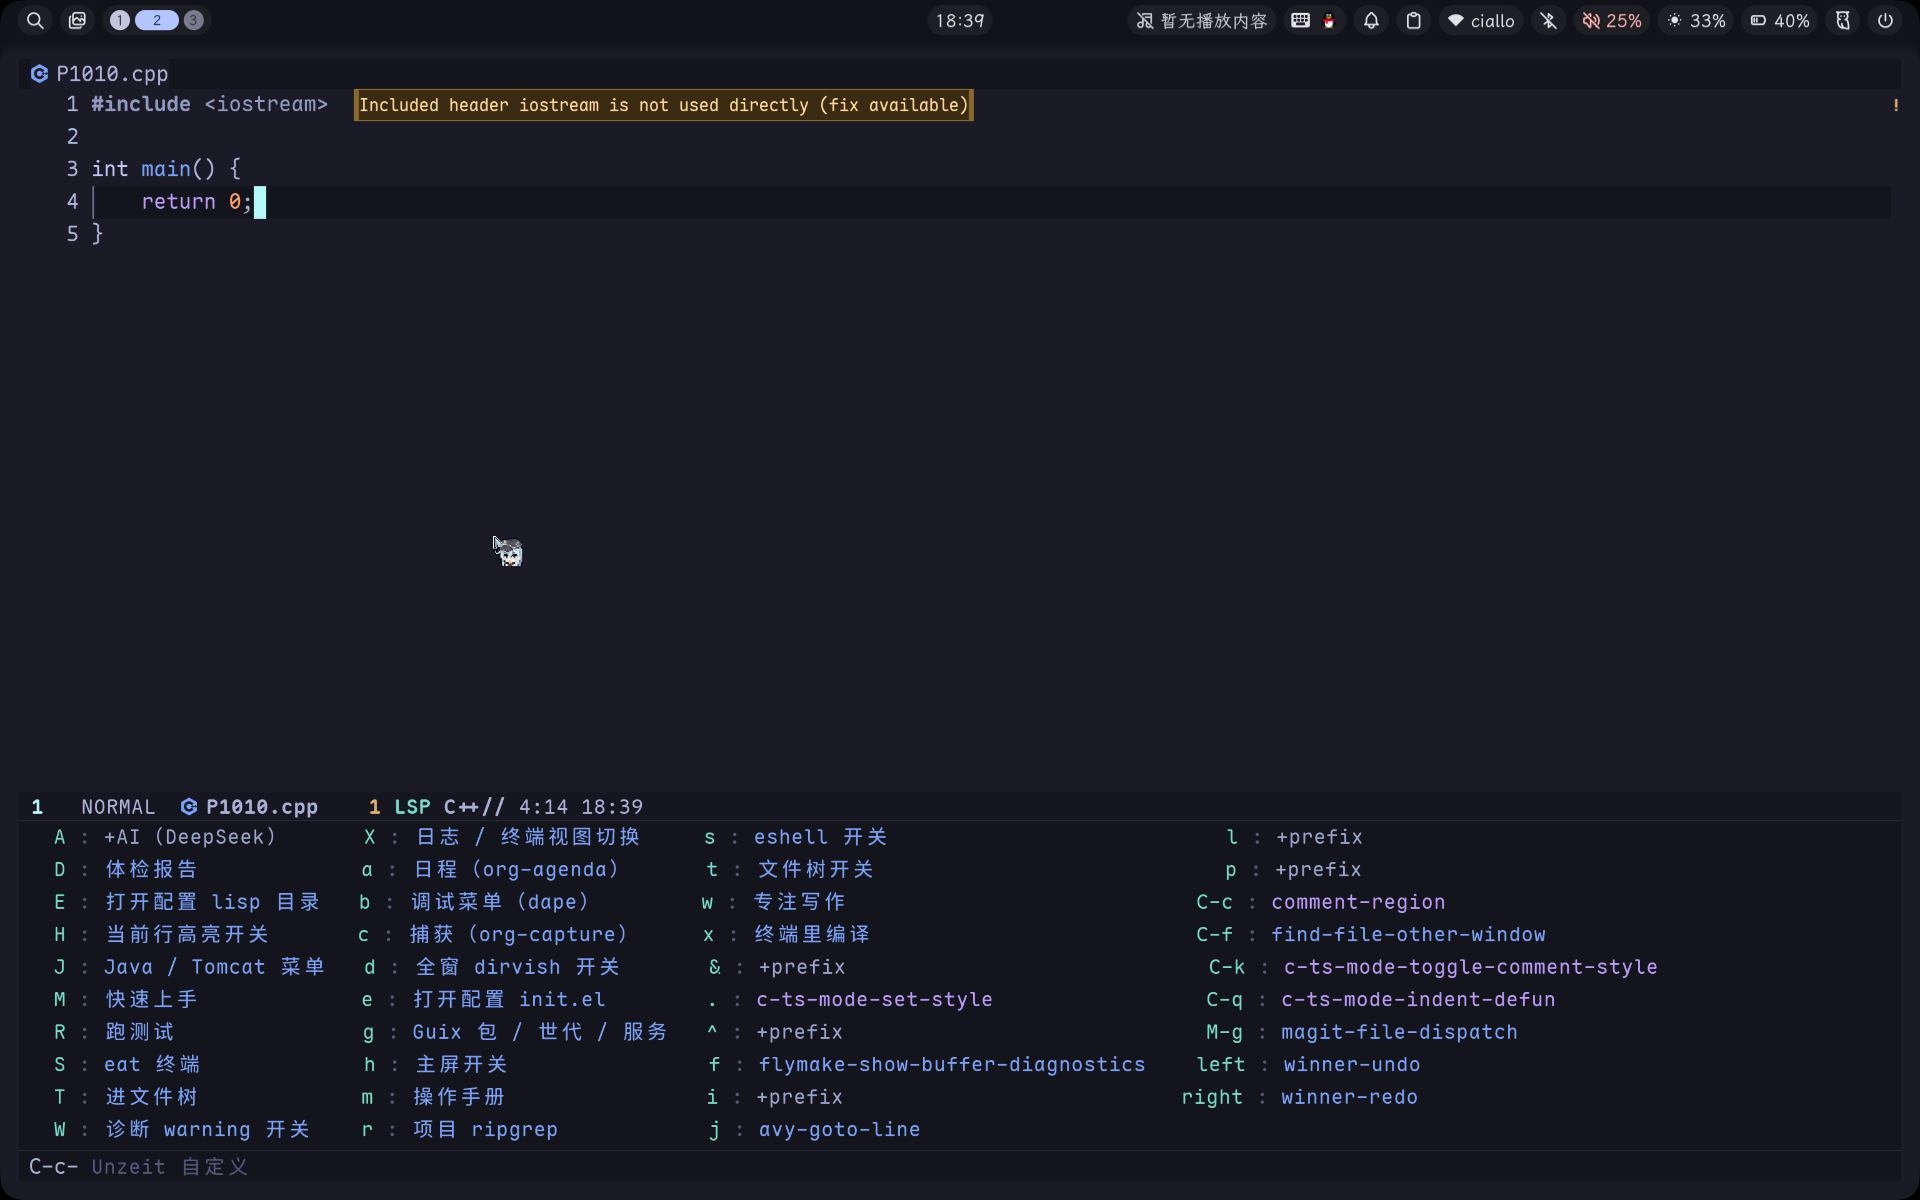 1 2 3 18:39 暂无播放内容 ciallo 25% 33% 40%
P1010.cpp
1 #include <iostream> Included header iostream is not used directly (fix available) !
2
3 int main() {
4 return 0;
5 }
1 NORMAL P1010.cpp 1 LSP C++// 4:14 18:39
A : +AI (DeepSeek) X : 日志 / 终端视图切换 s : eshell 开关 l : +prefix
D : 体检报告 a : 日程 (org-agenda) t : 文件树开关 p : +prefix
E : 打开配置 lisp 目录 b : 调试菜单 (dape) w : 专注写作 C-c : comment-region
H : 当前行高亮开关 c : 捕获 (org-capture) x : 终端里编译 C-f : find-file-other-window
J : Java / Tomcat 菜单 d : 全窗 dirvish 开关 & : +prefix C-k : c-ts-mode-toggle-comment-style
M : 快速上手 e : 打开配置 init.el . : c-ts-mode-set-style C-q : c-ts-mode-indent-defun
R : 跑测试 g : Guix 包 / 世代 / 服务 ^ : +prefix M-g : magit-file-dispatch
S : eat 终端 h : 主屏开关 f : flymake-show-buffer-diagnostics left : winner-undo
T : 进文件树 m : 操作手册 i : +prefix right : winner-redo
W : 诊断 warning 开关 r : 项目 ripgrep j : avy-goto-line
C-c- Unzeit 自定义